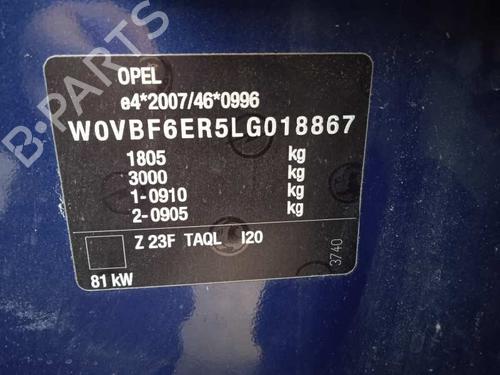 B-PARTS
OPEL
e4*2007/46*0996
W0VBF6ER5LG018867
1805 kg
3000 kg
1-0910 kg
2-0905 kg
Z 23F TAQL I20
81 kW
3740